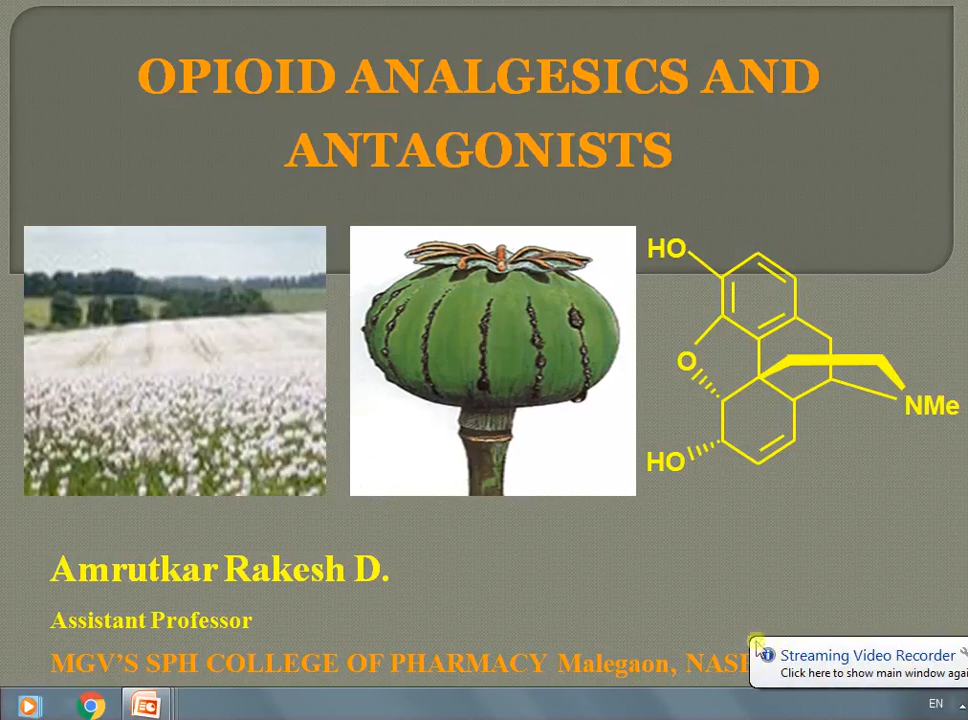 OPIOID ANALGESICS AND
ANTAGONISTS
HO
O
NMe
HO
Amrutkar Rakesh D.
Assistant Professor
MGV'S SPH COLLEGE OF PHARMACY Malegaon,
Streaming Video Recorder
Click here to show main window
EN